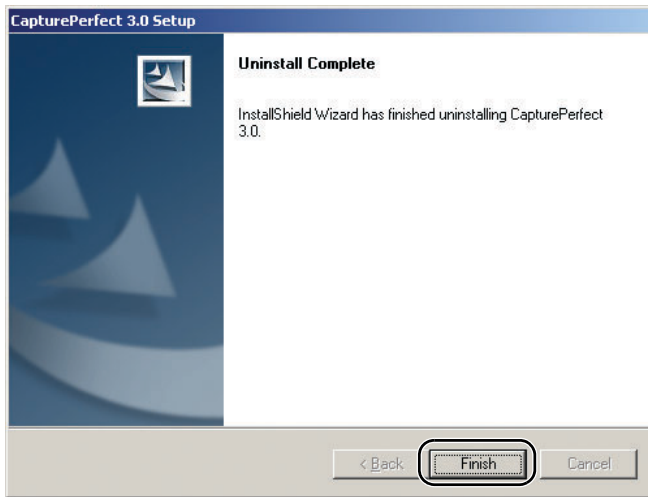 CapturePerfect 3.0 Setup
Uninstall Complete
InstallShield Wizard has finished uninstalling CapturePerfect
3.0.
< Back Finish Cancel